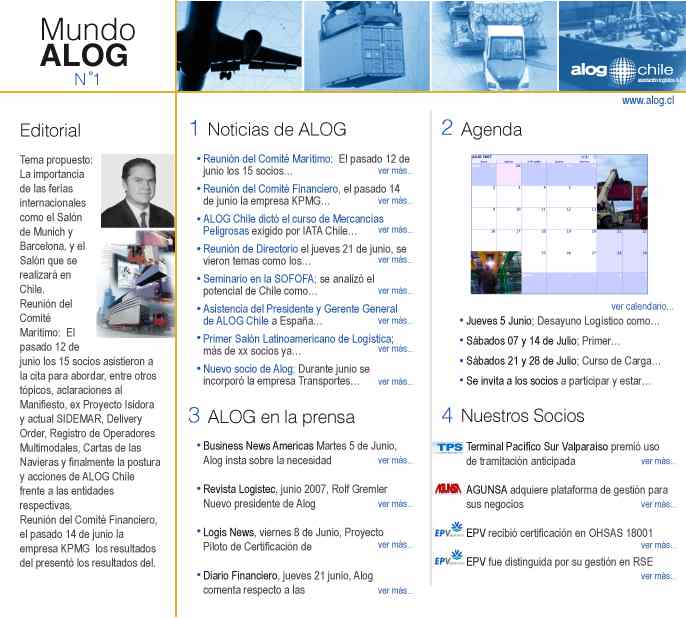 Mundo
ALOG
N°1
alog chile
asociación logística A.G.
www.alog.cl
Editorial
Tema propuesto:
La importancia
de las ferias
internacionales
como el Salón
de Munich y
Barcelona, y el
Salón que se
realizará en
Chile.
Reunión del
Comité
Marítimo: El
pasado 12 de
junio los 15 socios asistieron a
la cita para abordar, entre otros
tópicos, aclaraciones al
Manifiesto, ex Proyecto Isidora
y actual SIDEMAR, Delivery
Order, Registro de Operadores
Multimodales, Cartas de las
Navieras y finalmente la postura
y acciones de ALOG Chile
frente a las entidades
respectivas.
Reunión del Comité Financiero,
el pasado 14 de junio la
empresa KPMG los resultados
del presentó los resultados del.
1 Noticias de ALOG
• Reunión del Comité Marítimo: El pasado 12 de
junio los 15 socios... ver más..
• Reunión del Comité Financiero, el pasado 14
de junio la empresa KPMG... ver más..
• ALOG Chile dictó el curso de Mercancías
Peligrosas exigido por IATA Chile... ver más..
• Reunión de Directorio el jueves 21 de junio, se
vieron temas como los... ver más..
• Seminario en la SOFOFA; se analizó el
potencial de Chile como... ver más..
• Asistencia del Presidente y Gerente General
de ALOG Chile a España... ver más..
• Primer Salón Latinoamericano de Logística;
más de xx socios ya... ver más..
• Nuevo socio de Alog; Durante junio se
incorporó la empresa Transportes... ver más..
2 Agenda
ver calendario...
• Jueves 5 Junio; Desayuno Logístico como...
• Sábados 07 y 14 de Julio; Primer...
• Sábados 21 y 28 de Julio; Curso de Carga...
• Se invita a los socios a participar y estar...
3 ALOG en la prensa
• Business News Americas Martes 5 de Junio,
Alog insta sobre la necesidad ver más..
• Revista Logistec, junio 2007, Rolf Gremler
Nuevo presidente de Alog ver más..
• Logis News, viernes 8 de Junio, Proyecto
Piloto de Certificación de ver más..
• Diario Financiero, jueves 21 junio, Alog
comenta respecto a las ver más..
4 Nuestros Socios
TPS Terminal Pacífico Sur Valparaíso premió uso
de tramitación anticipada ver más..
AGUNSA AGUNSA adquiere plataforma de gestión para
sus negocios ver más..
EPV EPV recibió certificación en OHSAS 18001
ver más..
EPV EPV fue distinguida por su gestión en RSE
ver más..